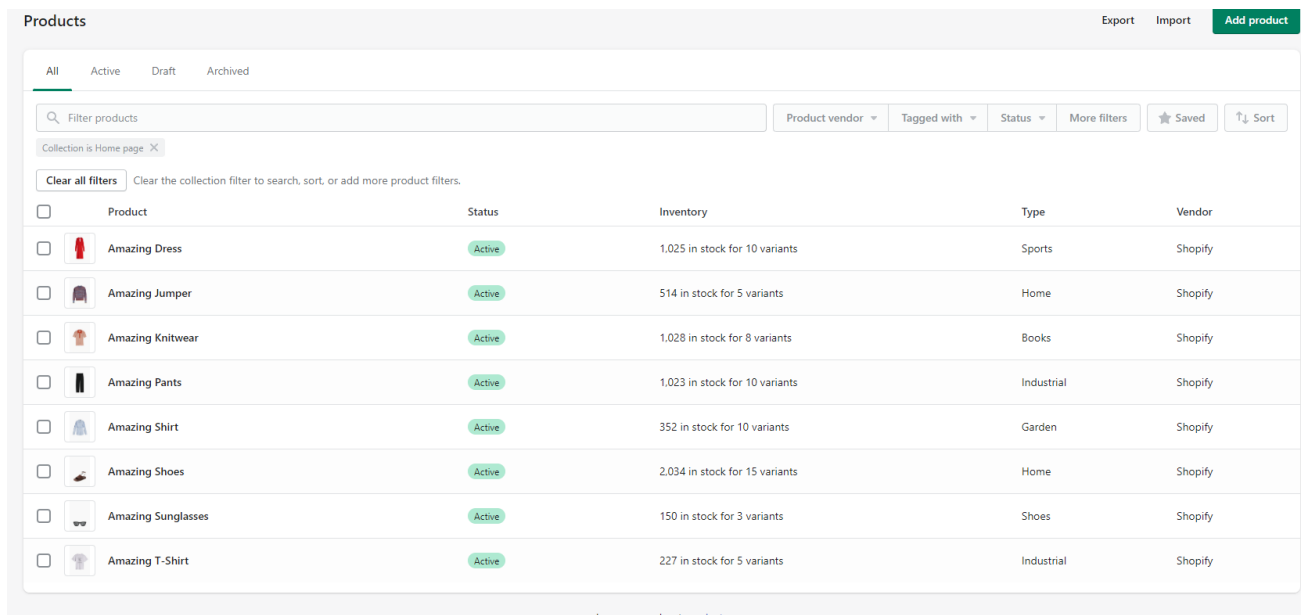 Products Export Import Add product
All Active Draft Archived
Filter products Product vendor Tagged with Status More filters Saved Sort
Collection is Home page
Clear all filters Clear the collection filter to search, sort, or add more product filters.
Product Status Inventory Type Vendor
Amazing Dress Active 1,025 in stock for 10 variants Sports Shopify
Amazing Jumper Active 514 in stock for 5 variants Home Shopify
Amazing Knitwear Active 1,028 in stock for 8 variants Books Shopify
Amazing Pants Active 1,023 in stock for 10 variants Industrial Shopify
Amazing Shirt Active 352 in stock for 10 variants Garden Shopify
Amazing Shoes Active 2,034 in stock for 15 variants Home Shopify
Amazing Sunglasses Active 150 in stock for 3 variants Shoes Shopify
Amazing T-Shirt Active 227 in stock for 5 variants Industrial Shopify